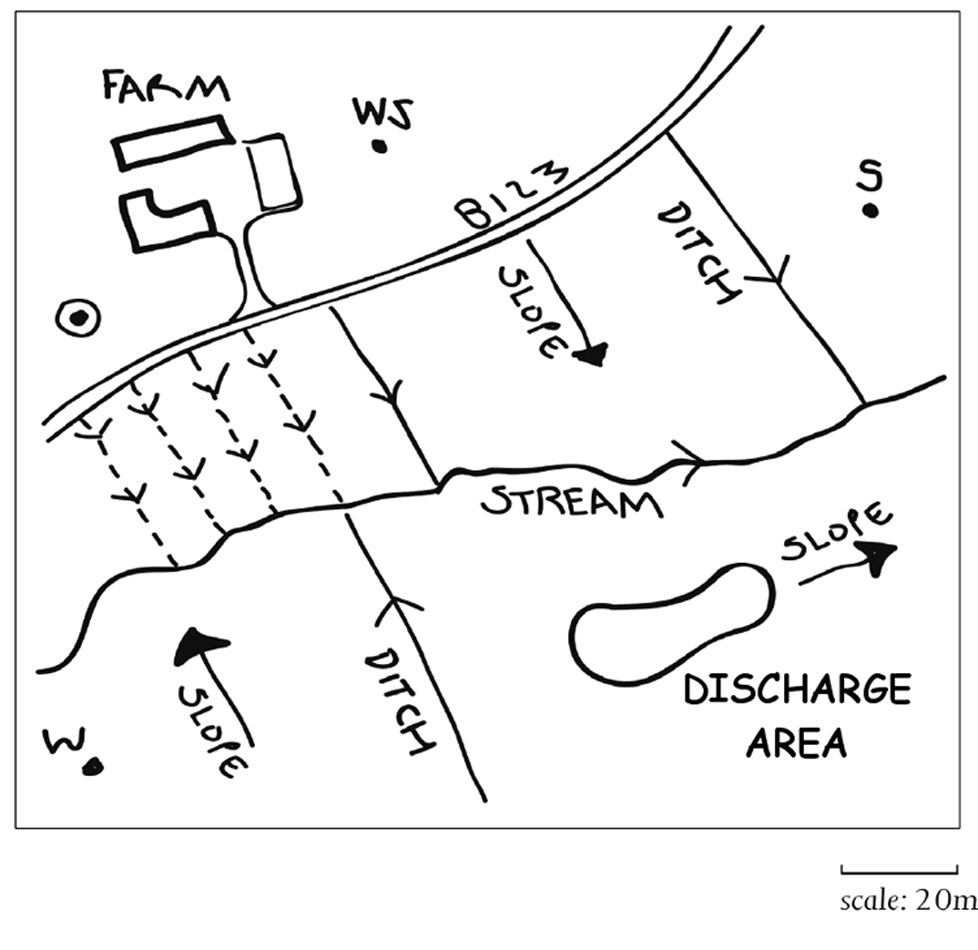 FARM
WS
B123
S
DITCH
SLOPE
STREAM
SLOPE
DISCHARGE
AREA
DITCH
SLOPE
W
scale: 20m